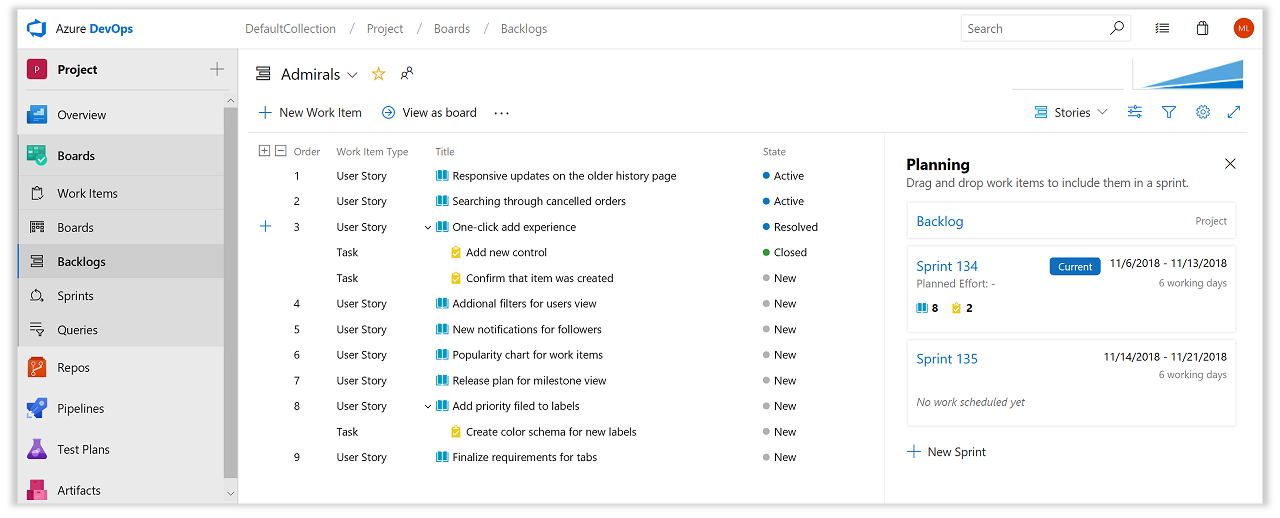 Azure DevOps
DefaultCollection / Project / Boards / Backlogs
Search
ML
P Project
Overview
Boards
Work Items
Boards
Backlogs
Sprints
Queries
Repos
Pipelines
Test Plans
Artifacts
Admirals
New Work Item View as board ...
Stories
Order Work Item Type Title State
1 User Story Responsive updates on the older history page Active
2 User Story Searching through cancelled orders Active
3 User Story One-click add experience Resolved
Task Add new control Closed
Task Confirm that item was created New
4 User Story Addional filters for users view New
5 User Story New notifications for followers New
6 User Story Popularity chart for work items New
7 User Story Release plan for milestone view New
8 User Story Add priority filed to labels New
Task Create color schema for new labels New
9 User Story Finalize requirements for tabs New
Planning
Drag and drop work items to include them in a sprint.
Backlog Project
Sprint 134 Current 11/6/2018 - 11/13/2018
Planned Effort: - 6 working days
8 2
Sprint 135 11/14/2018 - 11/21/2018
6 working days
No work scheduled yet
New Sprint